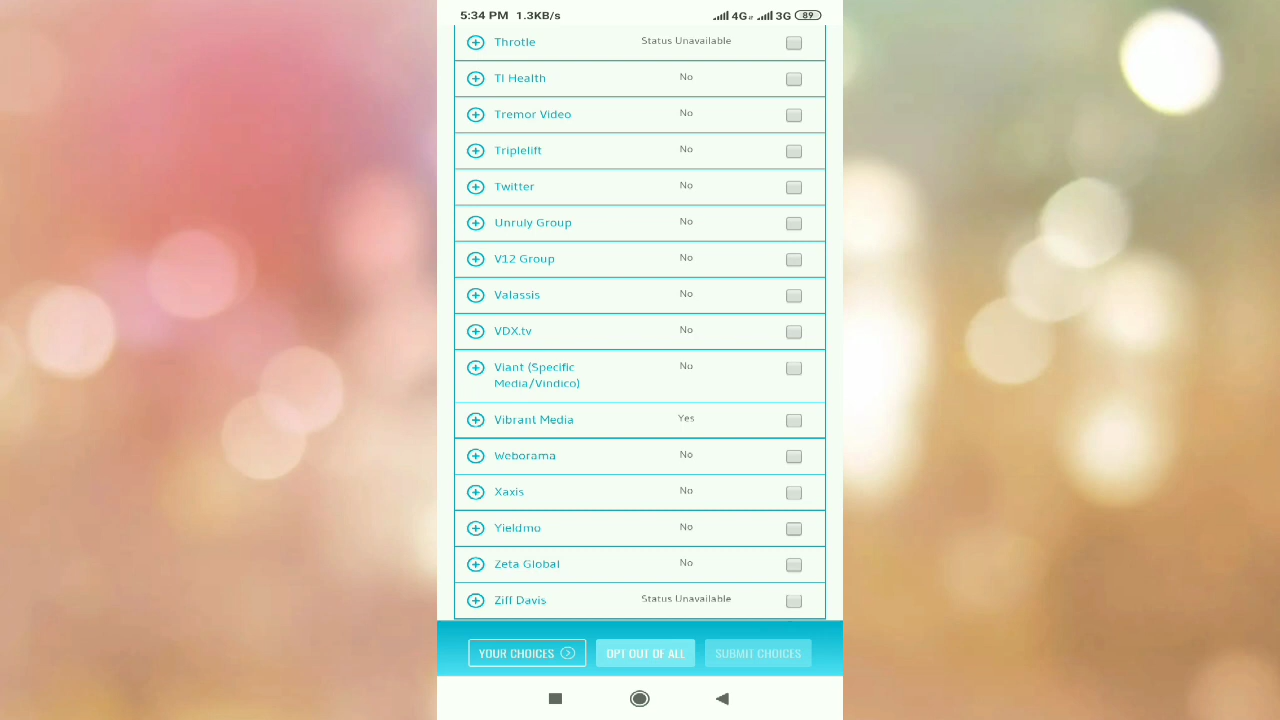 5:34 PM 1.3KB/s 4G 3G 89
Throtle Status Unavailable
TI Health No
Tremor Video No
Triplelift No
Twitter No
Unruly Group No
V12 Group No
Valassis No
VDX.tv No
Viant (Specific No
Media/Vindico)
Vibrant Media Yes
Weborama No
Xaxis No
Yieldmo No
Zeta Global No
Ziff Davis Status Unavailable
YOUR CHOICES OPT OUT OF ALL SUBMIT CHOICES